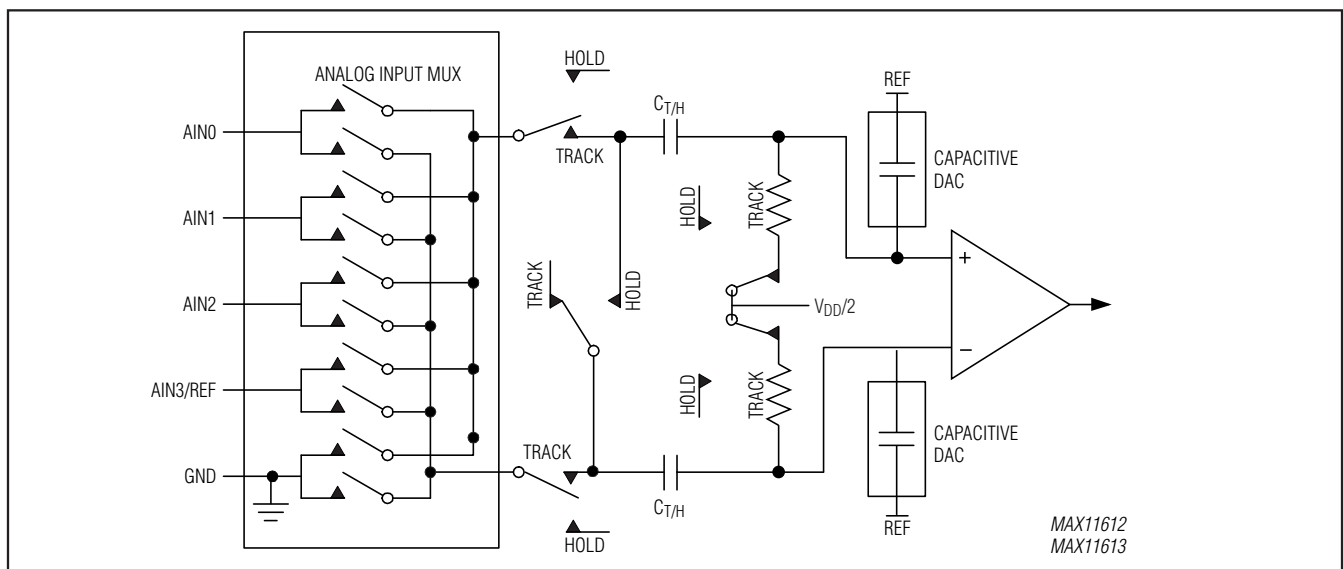 ANALOG INPUT MUX
AIN0
AIN1
AIN2
AIN3/REF
GND
HOLD
TRACK
CT/H
HOLD
TRACK
TRACK
HOLD
HOLD
TRACK
VDD/2
TRACK
HOLD
CT/H
REF
CAPACITIVE
DAC
+
−
CAPACITIVE
DAC
REF
MAX11612
MAX11613